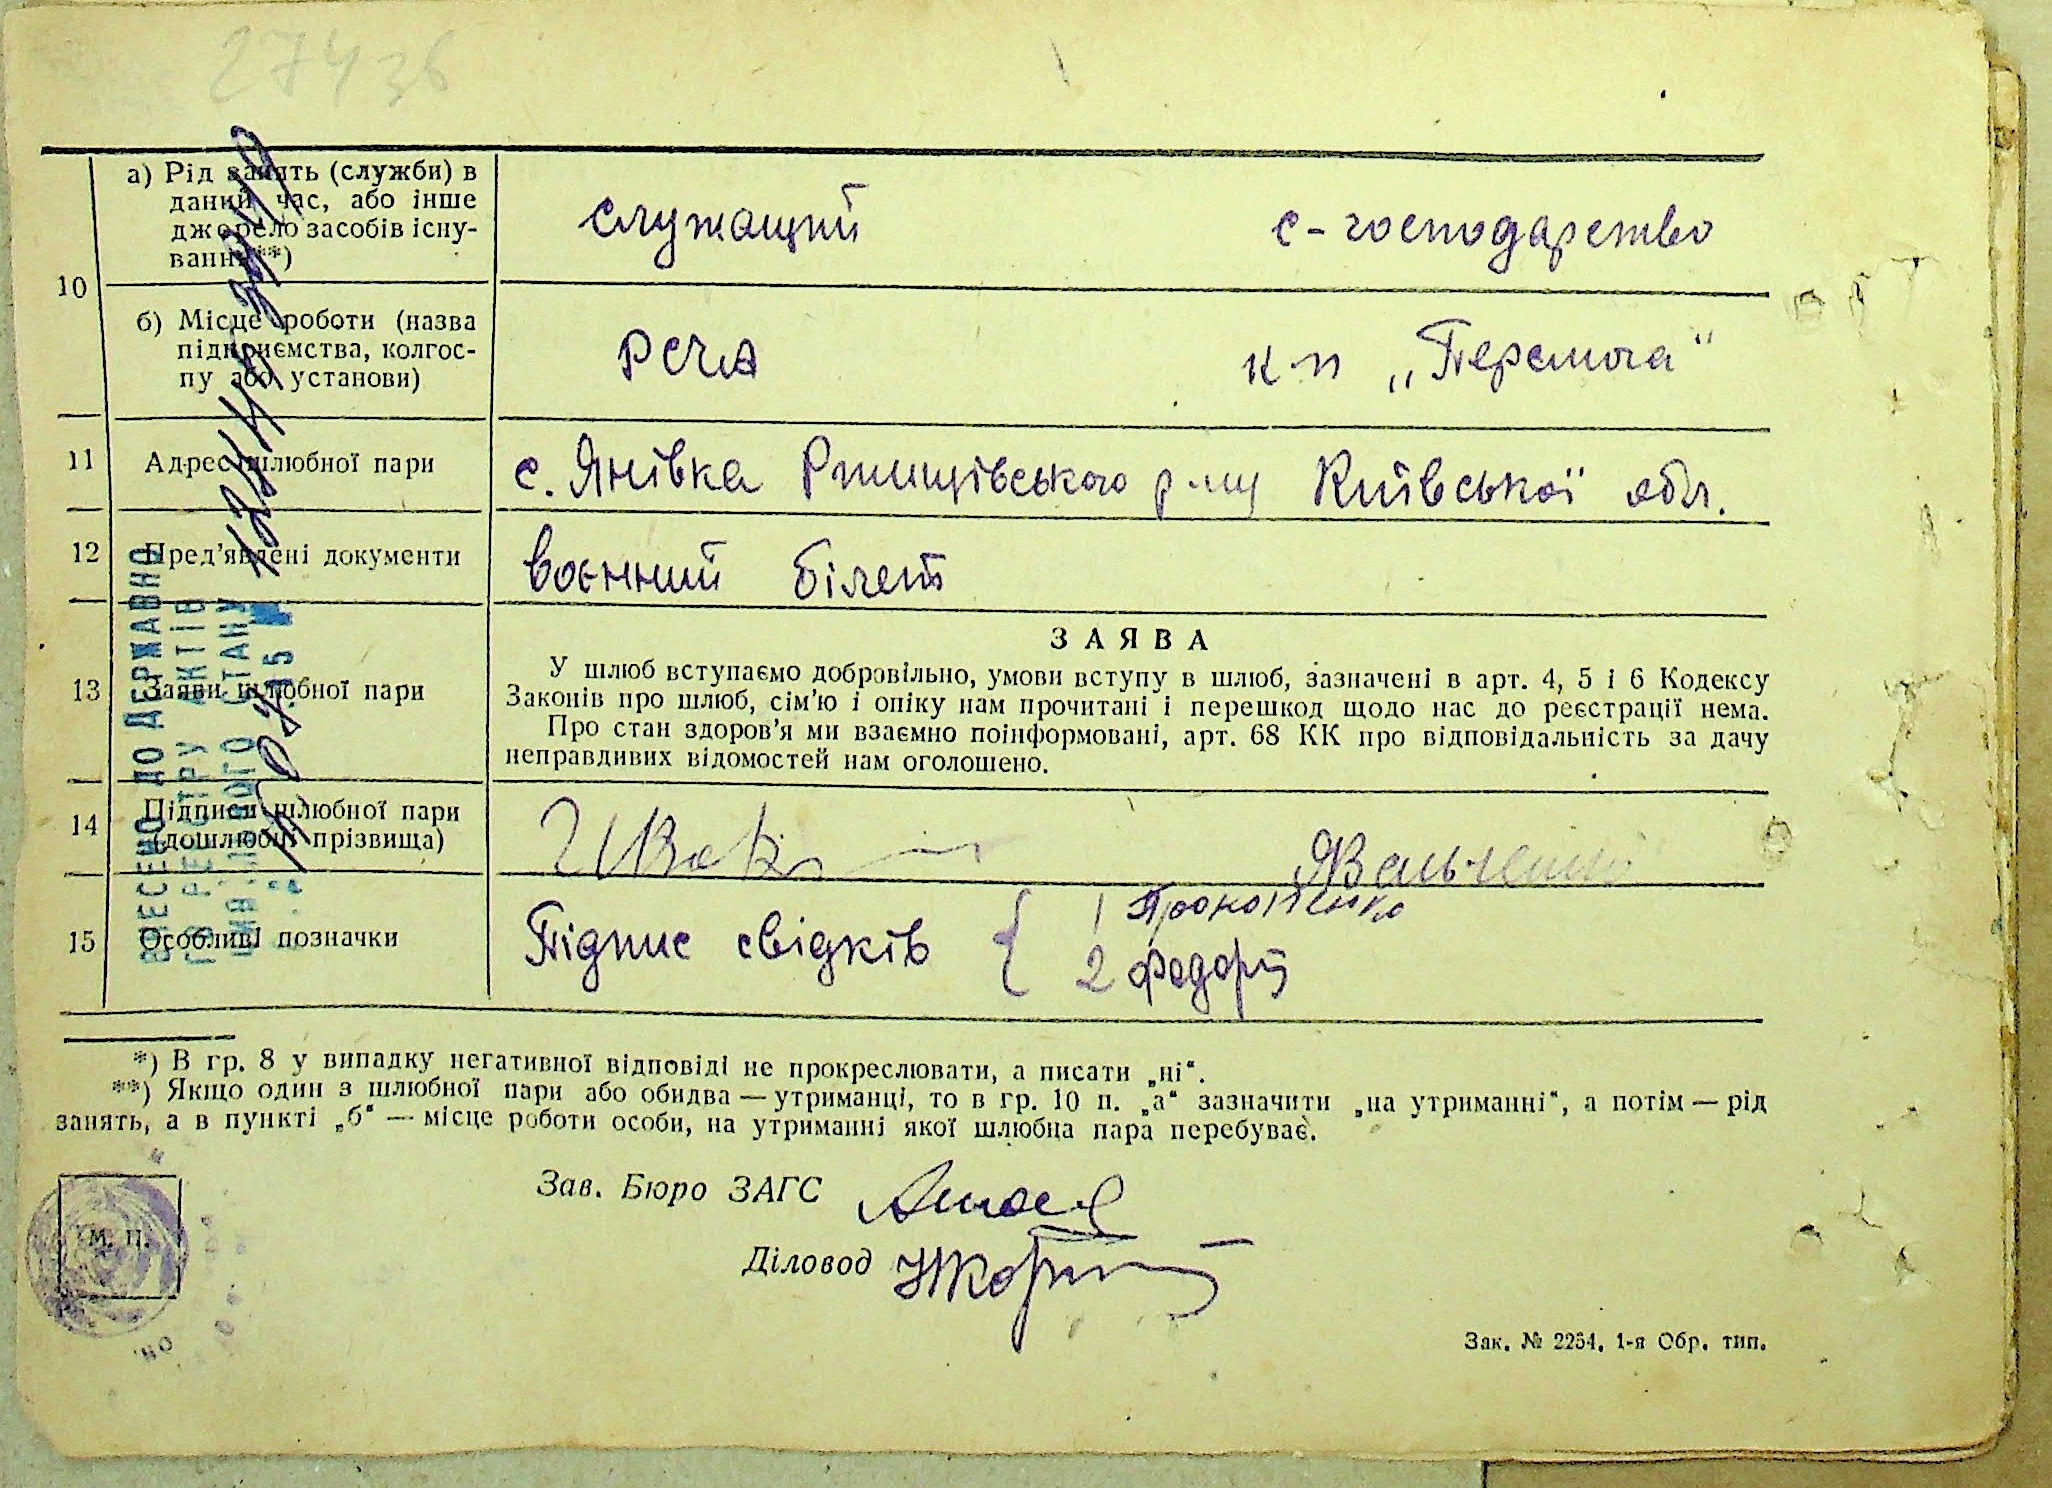 27436
а) Рід занять (служби) в
даний час, або інше
джерело засобів існу-
вання**)
служащий с-господарство
10
б) Місце роботи (назва
підприємства, колгос-
пу або установи)
РСЧА к-п „Перемога“
11 Адрес шлюбної пари с. Янівка Ржищівського р-ну Київської обл.
12 Пред’явлені документи воєнний білет
13 Заяви шлюбної пари
ЗАЯВА
У шлюб вступаємо добровільно, умови вступу в шлюб, зазначені в арт. 4, 5 і 6 Кодексу
Законів про шлюб, сім’ю і опіку нам прочитані і перешкод щодо нас до реєстрації нема.
Про стан здоров’я ми взаємно поінформовані, арт. 68 КК про відповідальність за дачу
неправдивих відомостей нам оголошено.
14 Підписи шлюбної пари
(дошлюбні прізвища)
15 Особливі позначки Підпис свідків { 1 Прокопенко
2 Федорц
ВНЕСЕНО ДО ДЕРЖАВНО
ГО РЕЄСТРУ АКТІВ
ЦИВІЛЬНОГО СТАНУ
*) В гр. 8 у випадку негативної відповіді не прокреслювати, а писати „ні“.
**) Якщо один з шлюбної пари або обидва — утриманці, то в гр. 10 п. „а“ зазначити „на утриманні“, а потім — рід
занять, а в пункті „б“ — місце роботи особи, на утриманні якої шлюбна пара перебуває.
Зав. Бюро ЗАГС
М. П.
Діловод
Зак. № 2254. 1-я Обр. тип.